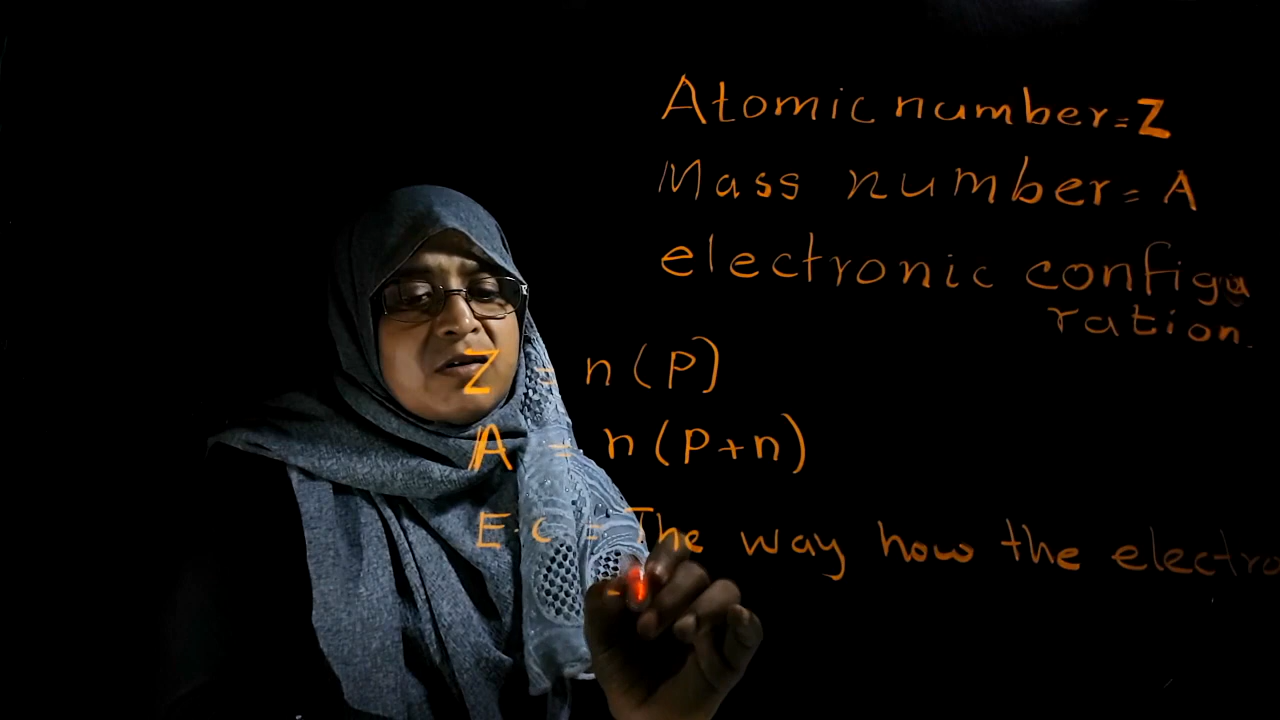 Atomic number = Z
Mass number = A
electronic configu
ration.
Z = n(P)
A = n(P+n)
E.C = The way how the electro